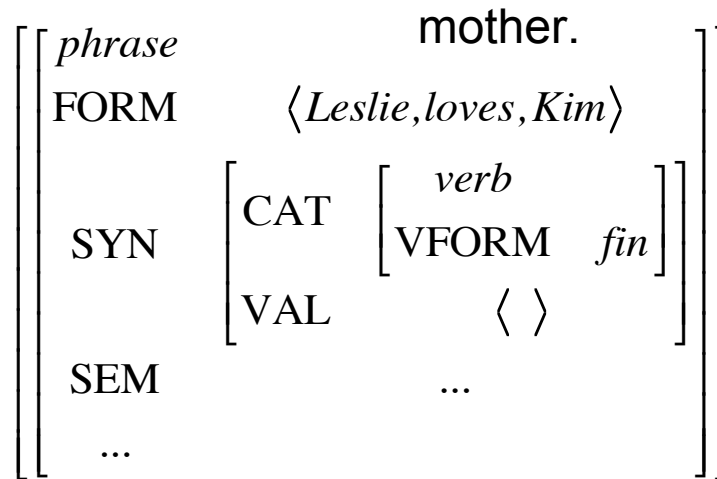 mother.
phrase
FORM ⟨Leslie,loves,Kim⟩
verb
CAT
SYN VFORM fin
VAL ⟨ ⟩
SEM ...
...